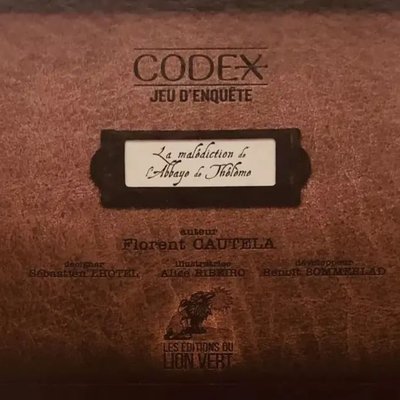 CODEX
JEU D'ENQUÊTE
La malédiction de
l'Abbaye de Thélème
auteur
Florent CAUTELA
designer
Sébastien LHOTEL
illustratrice
Alice RIBEIRO
développeur
Benoît SOMMERLAD
LES ÉDITIONS DU
LION VERT